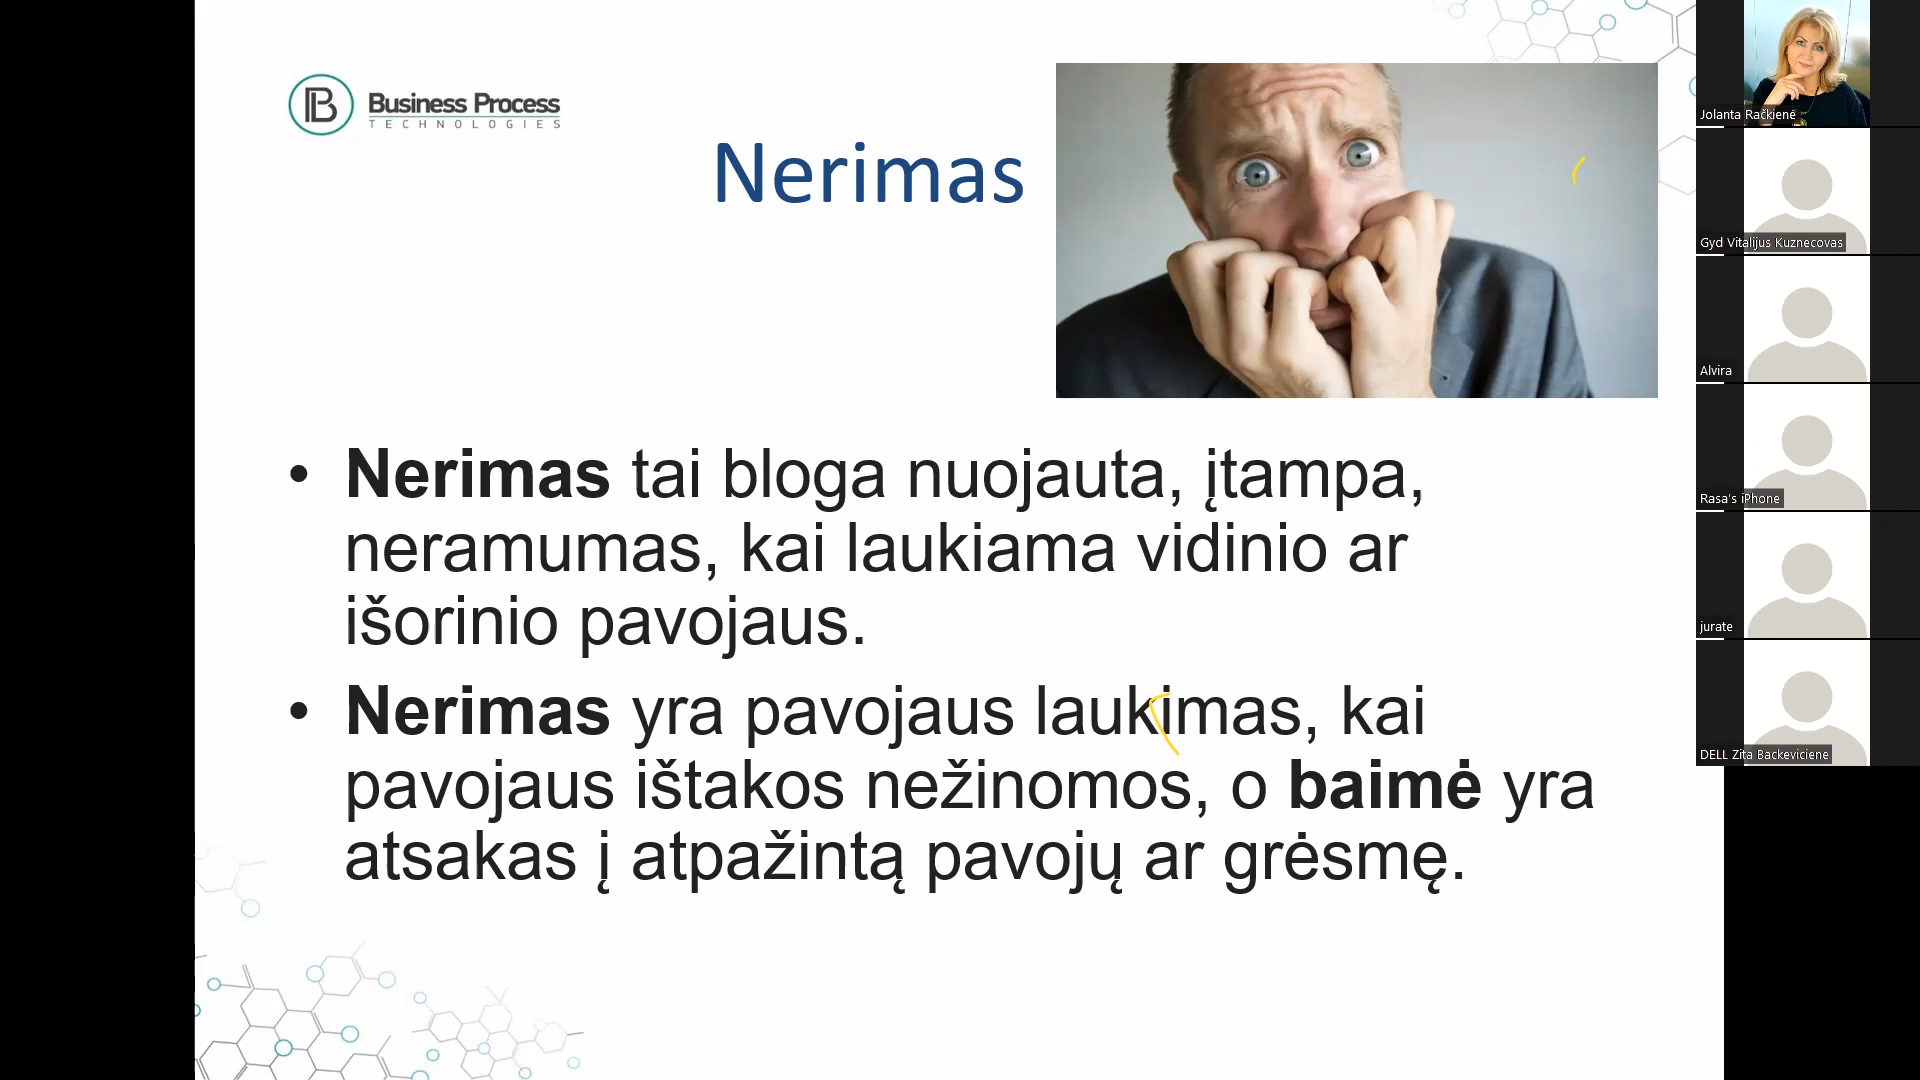 Business Process
TECHNOLOGIES
Nerimas
• Nerimas tai bloga nuojauta, įtampa,
neramumas, kai laukiama vidinio ar
išorinio pavojaus.
• Nerimas yra pavojaus laukimas, kai
pavojaus ištakos nežinomos, o baimė yra
atsakas į atpažintą pavojų ar grėsmę.
Jolanta Račkienė
Gyd Vitalijus Kuznecovas
Alvira
Rasa's iPhone
jurate
DELL Zita Backeviciene